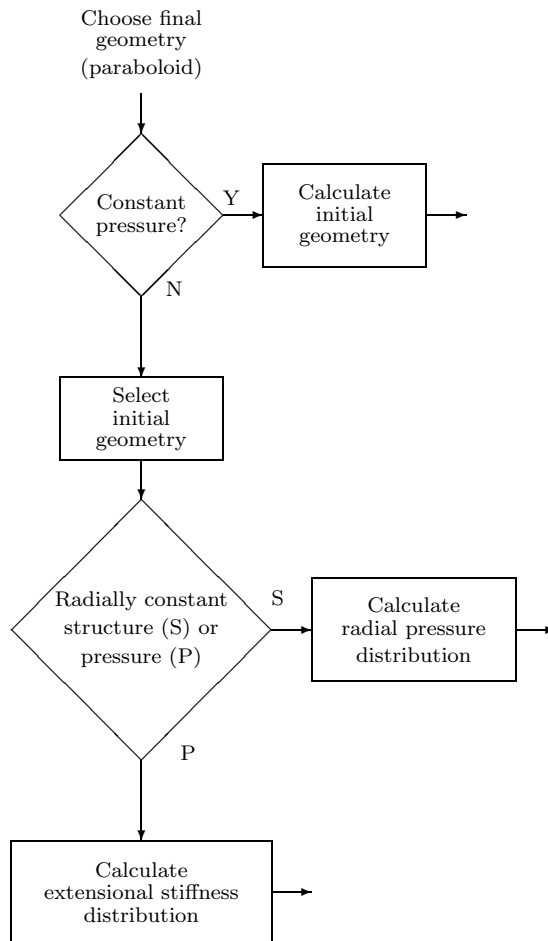 Choose final
geometry
(paraboloid)
Constant
pressure?
Y
Calculate
initial
geometry
N
Select
initial
geometry
Radially constant
structure (S) or
pressure (P)
S
Calculate
radial pressure
distribution
P
Calculate
extensional stiffness
distribution